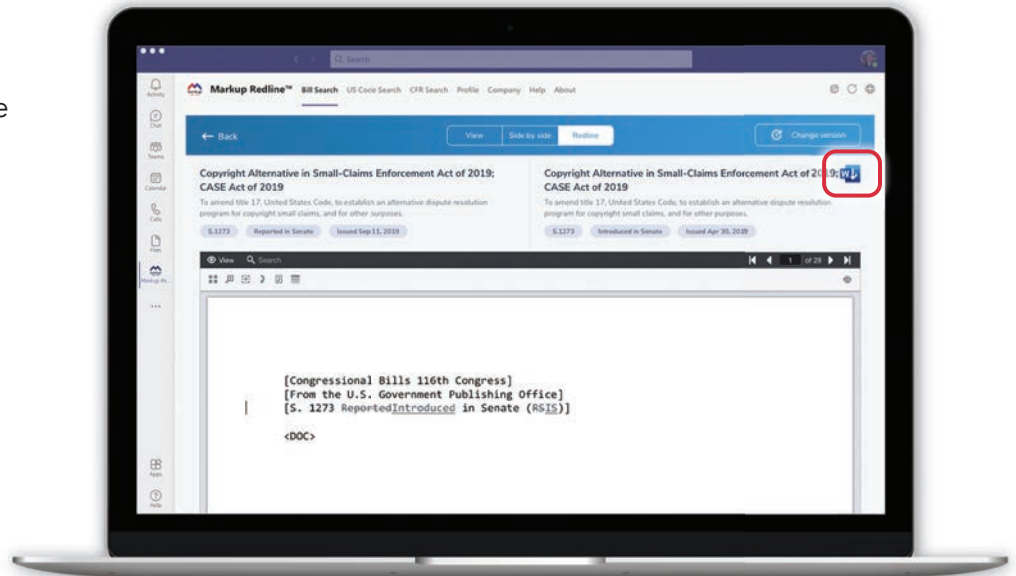 e
Search
Activity
Chat
Teams
Calendar
Calls
Files
Markup Re...
Apps
Help
Markup Redline™ Bill Search US Code Search CFR Search Profile Company Help About
← Back View Side by side Redline Change version
Copyright Alternative in Small-Claims Enforcement Act of 2019;
CASE Act of 2019
To amend title 17, United States Code, to establish an alternative dispute resolution
program for copyright small claims, and for other purposes.
S.1273 Reported in Senate Issued Sep 11, 2019
Copyright Alternative in Small-Claims Enforcement Act of 2019;
CASE Act of 2019
To amend title 17, United States Code, to establish an alternative dispute resolution
program for copyright small claims, and for other purposes.
S.1273 Introduced in Senate Issued Apr 30, 2019
W
View Search 1 of 28
[Congressional Bills 116th Congress]
[From the U.S. Government Publishing Office]
[S. 1273 ReportedIntroduced in Senate (RSIS)]
<DOC>